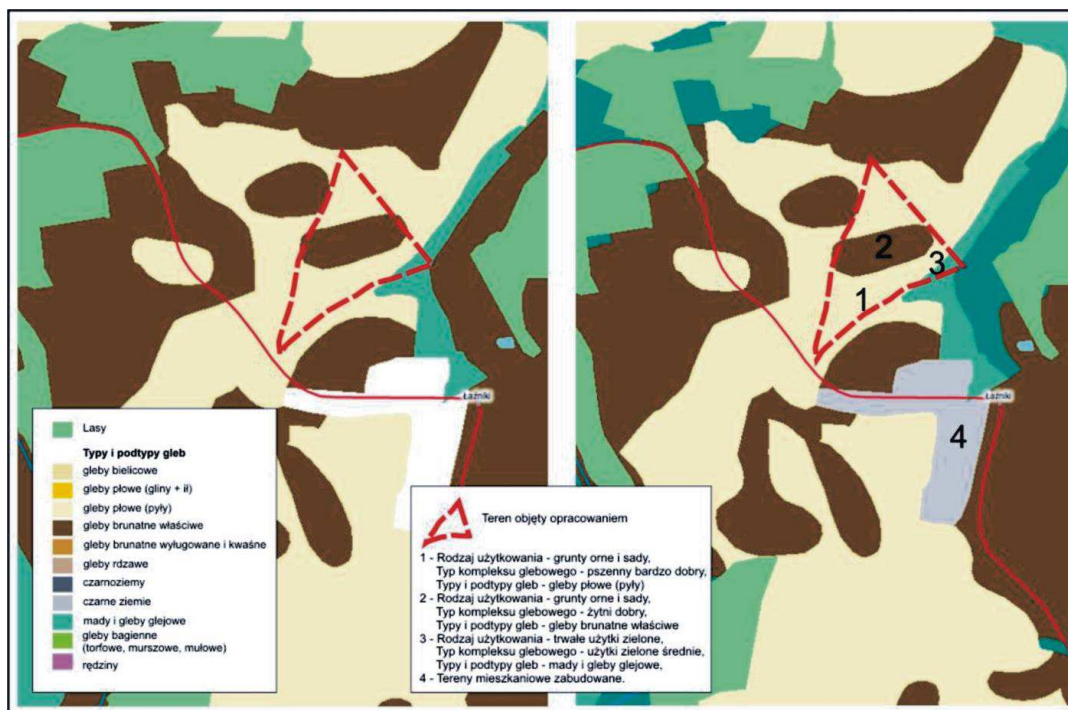 2
3
1
Łaźniki
Łaźniki
4
Lasy
Typy i podtypy gleb
gleby bielicowe
gleby płowe (gliny + ił)
gleby płowe (pyły)
gleby brunatne właściwe
gleby brunatne wyługowane i kwaśne
gleby rdzawe
czarnoziemy
czarne ziemie
mady i gleby glejowe
gleby bagienne
(torfowe, murszowe, mułowe)
rędziny
Teren objęty opracowaniem
1 - Rodzaj użytkowania - grunty orne i sady,
Typ kompleksu glebowego - pszenny bardzo dobry,
Typy i podtypy gleb - gleby płowe (pyły)
2 - Rodzaj użytkowania - grunty orne i sady,
Typ kompleksu glebowego - żytni dobry,
Typy i podtypy gleb - gleby brunatne właściwe
3 - Rodzaj użytkowania - trwałe użytki zielone,
Typ kompleksu glebowego - użytki zielone średnie,
Typy i podtypy gleb - mady i gleby glejowe,
4 - Tereny mieszkaniowe zabudowane.